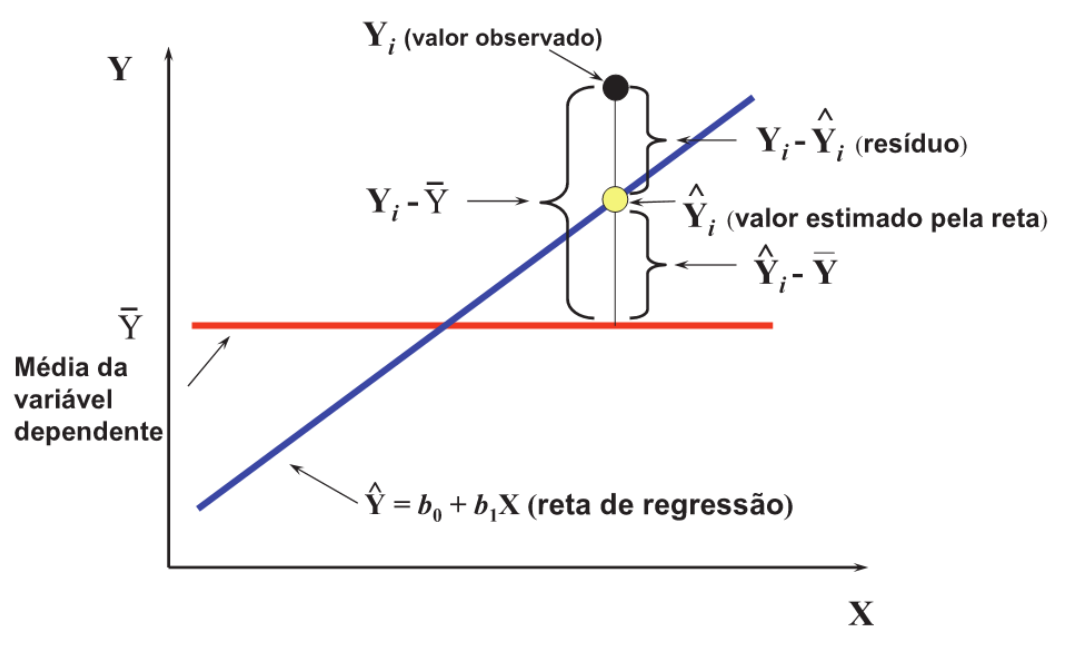 Yᵢ (valor observado)
Y
Yᵢ - Ŷᵢ (resíduo)
Yᵢ - Ȳ
Ŷᵢ (valor estimado pela reta)
Ŷᵢ - Ȳ
Ȳ
Média da
variável
dependente
Ŷ = b₀ + b₁X (reta de regressão)
X